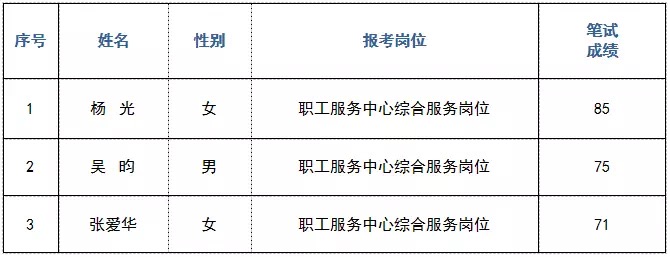 序号 姓名 性别 报考岗位 笔试
成绩
1 杨 光 女 职工服务中心综合服务岗位 85
2 吴 昀 男 职工服务中心综合服务岗位 75
3 张爱华 女 职工服务中心综合服务岗位 71